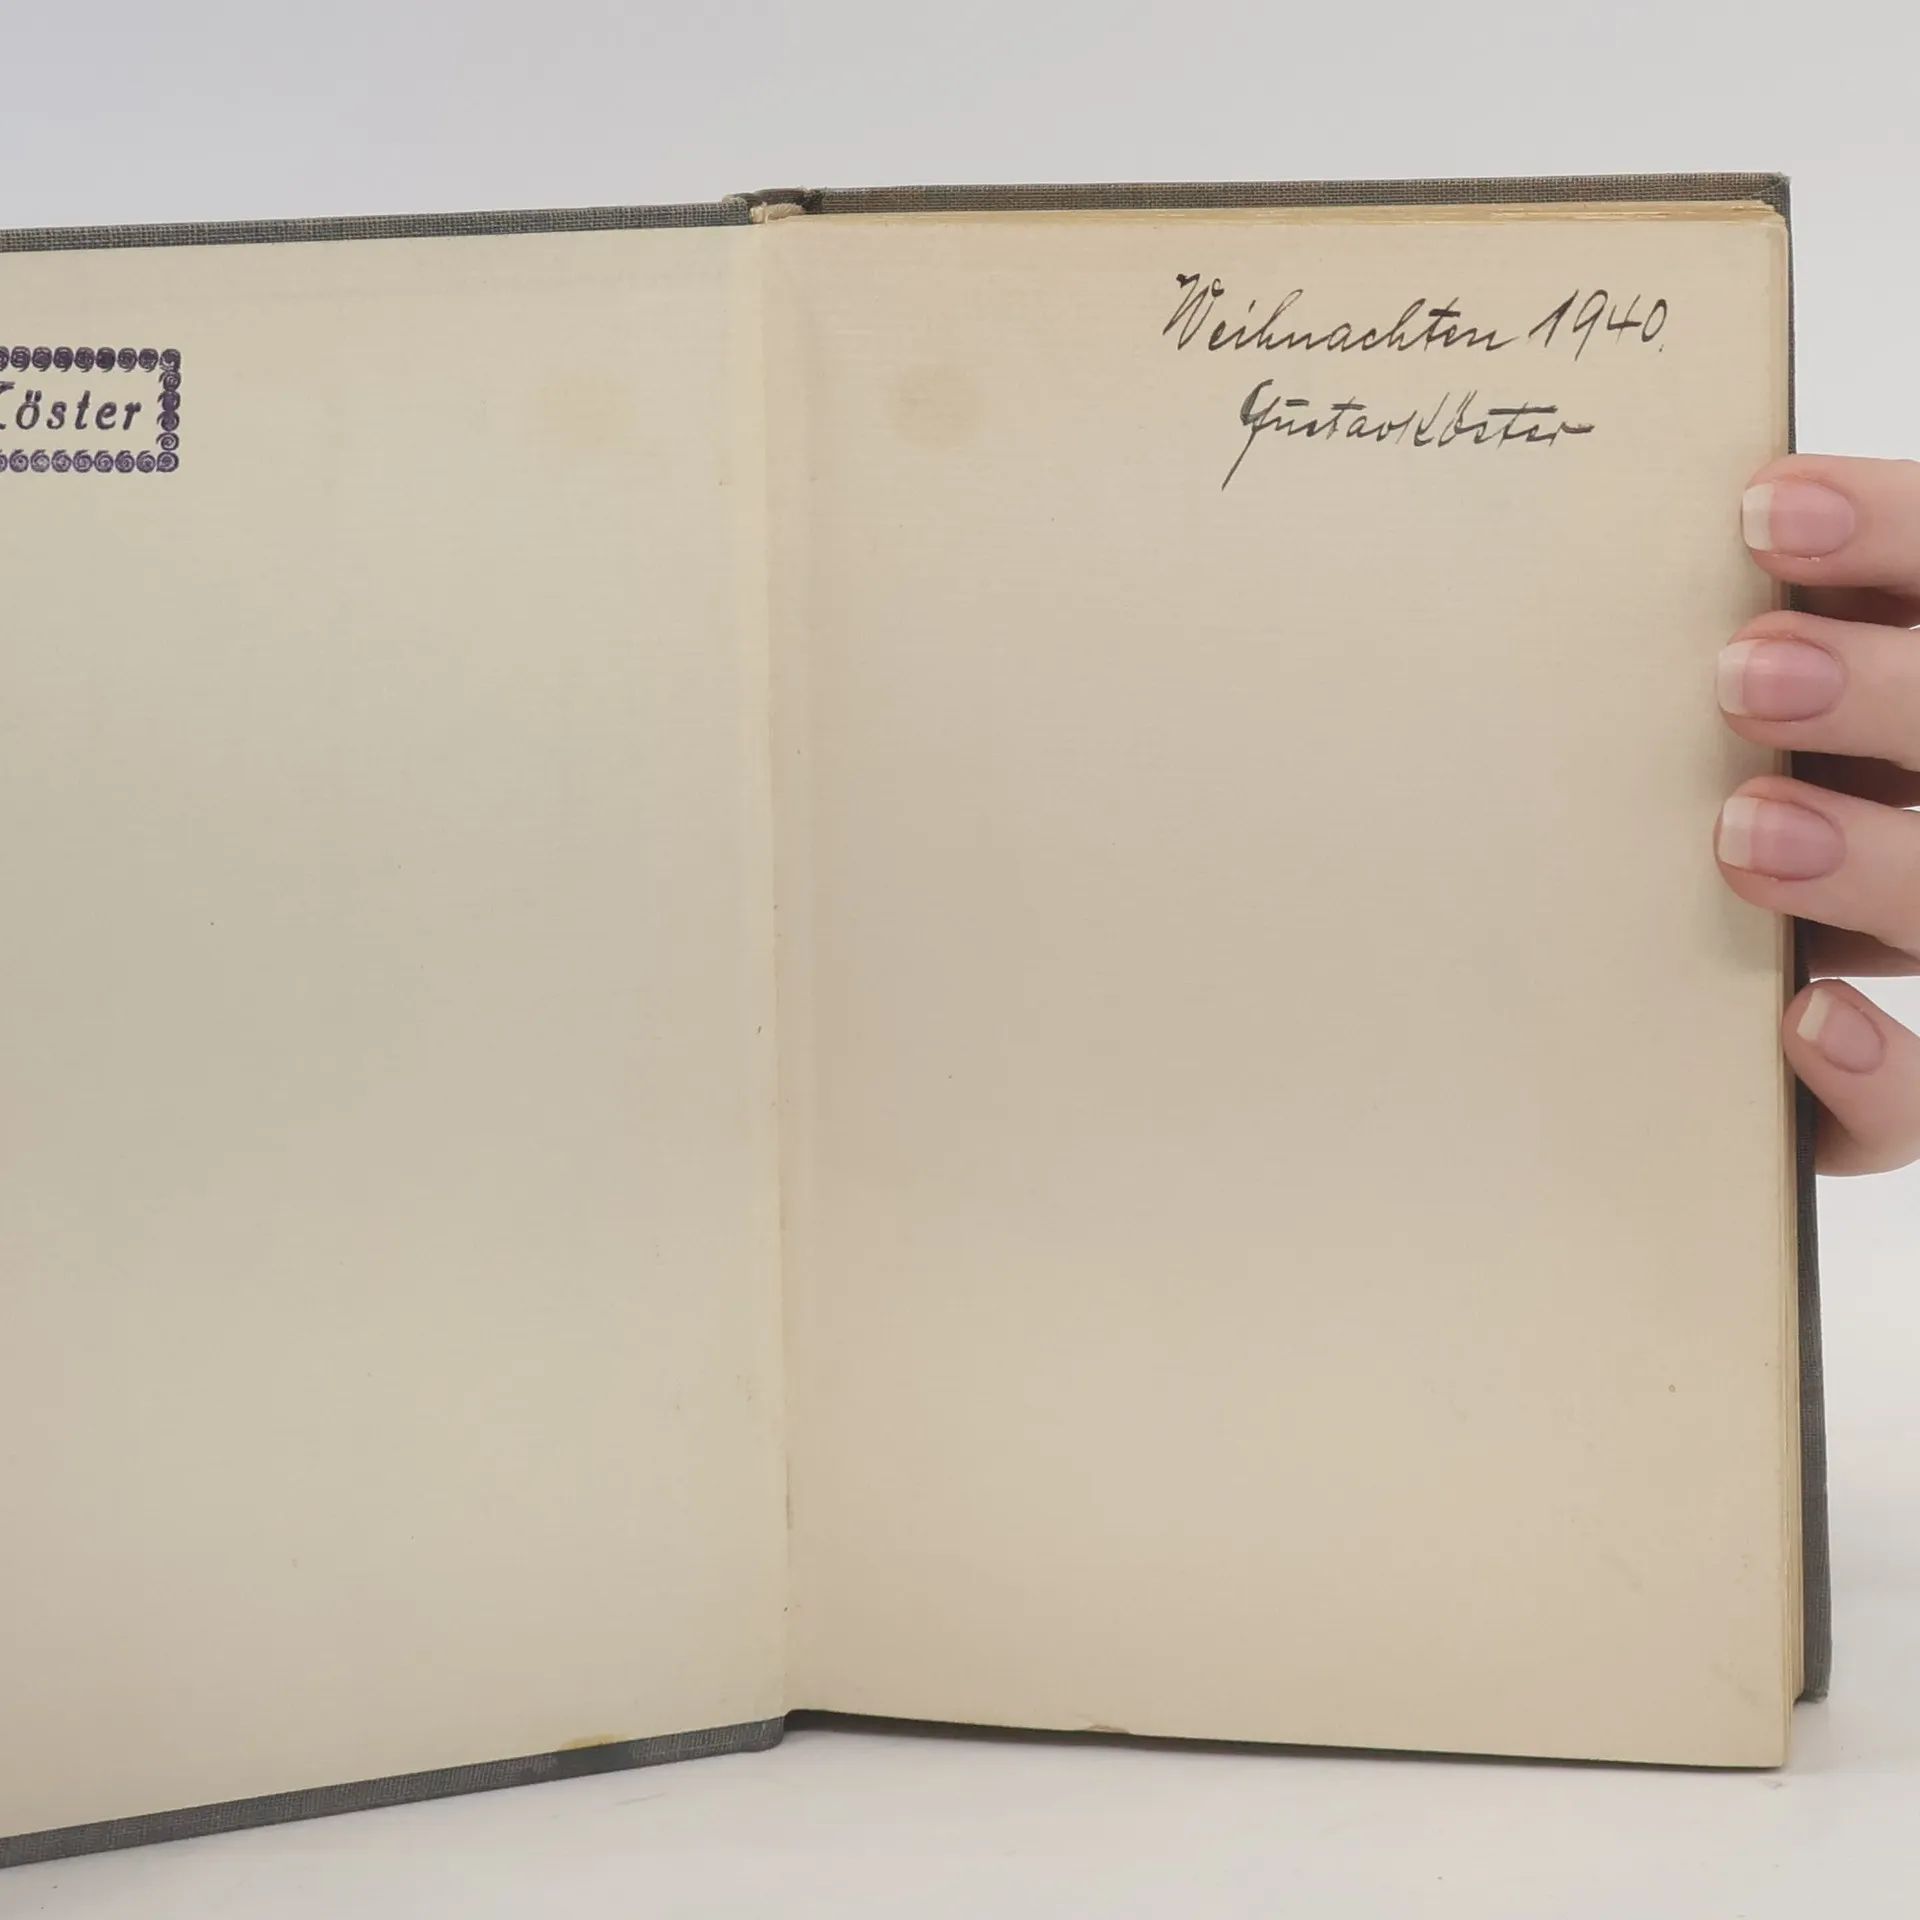 Köster
Weihnachten 1940.
Gustav Köster